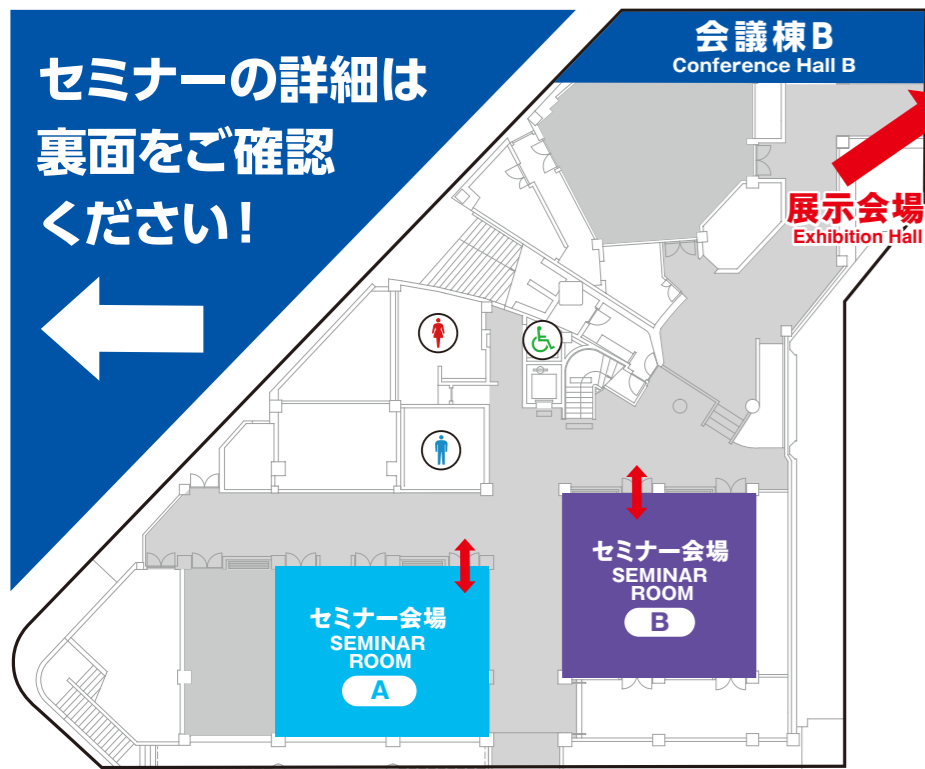 セミナーの詳細は
裏面をご確認
ください!
会議棟B
Conference Hall B
展示会場
Exhibition Hall
セミナー会場
SEMINAR
ROOM
B
セミナー会場
SEMINAR
ROOM
A